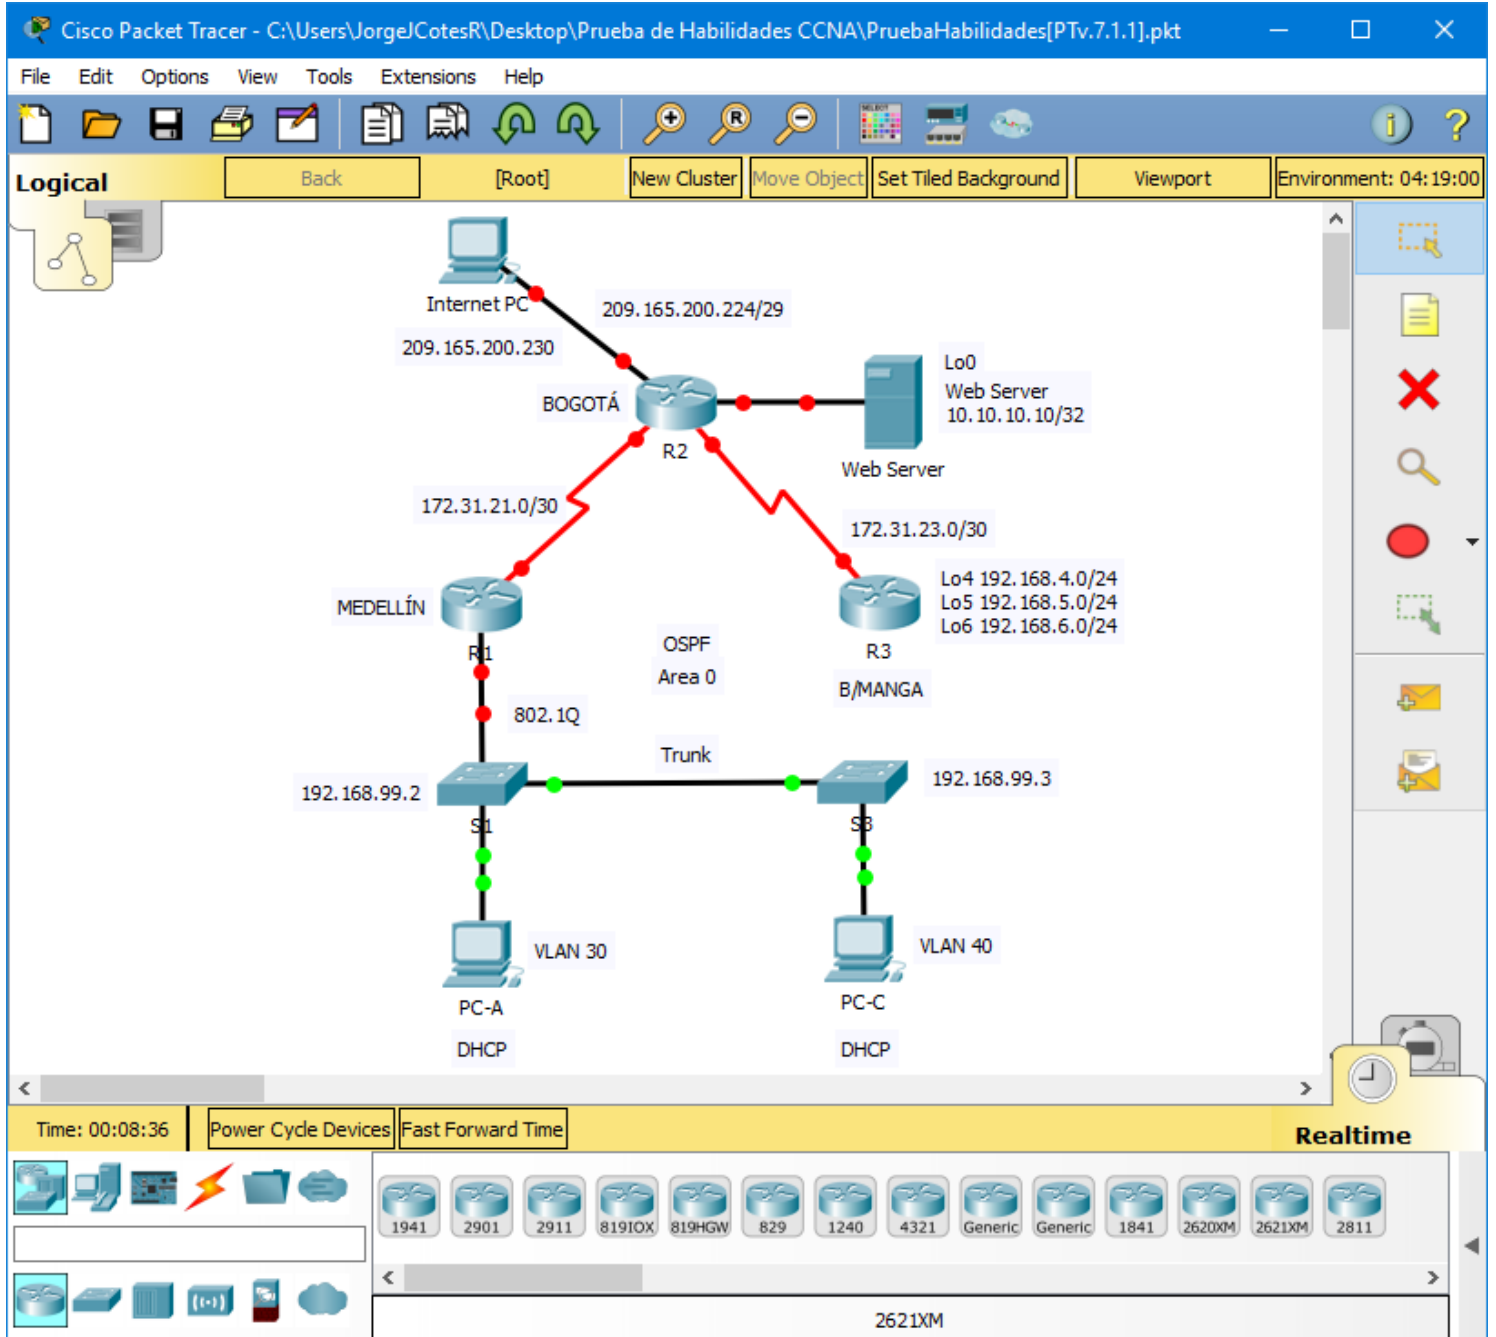 Cisco Packet Tracer - C:\Users\JorgeJCotesR\Desktop\Prueba de Habilidades CCNA\PruebaHabilidades[PTv.7.1.1].pkt
File Edit Options View Tools Extensions Help
SELECT
Logical Back [Root] New Cluster Move Object Set Tiled Background Viewport Environment: 04:19:00
Internet PC
209.165.200.224/29
209.165.200.230
Lo0
Web Server
10.10.10.10/32
BOGOTÁ
R2
Web Server
172.31.21.0/30
172.31.23.0/30
Lo4 192.168.4.0/24
Lo5 192.168.5.0/24
Lo6 192.168.6.0/24
MEDELLÍN
R1
OSPF
Area 0
R3
B/MANGA
802.1Q
Trunk
192.168.99.2
192.168.99.3
S1
S3
VLAN 30
VLAN 40
PC-A
PC-C
DHCP
DHCP
Time: 00:08:36 Power Cycle Devices Fast Forward Time Realtime
1941 2901 2911 819IOX 819HGW 829 1240 4321 Generic Generic 1841 2620XM 2621XM 2811
2621XM